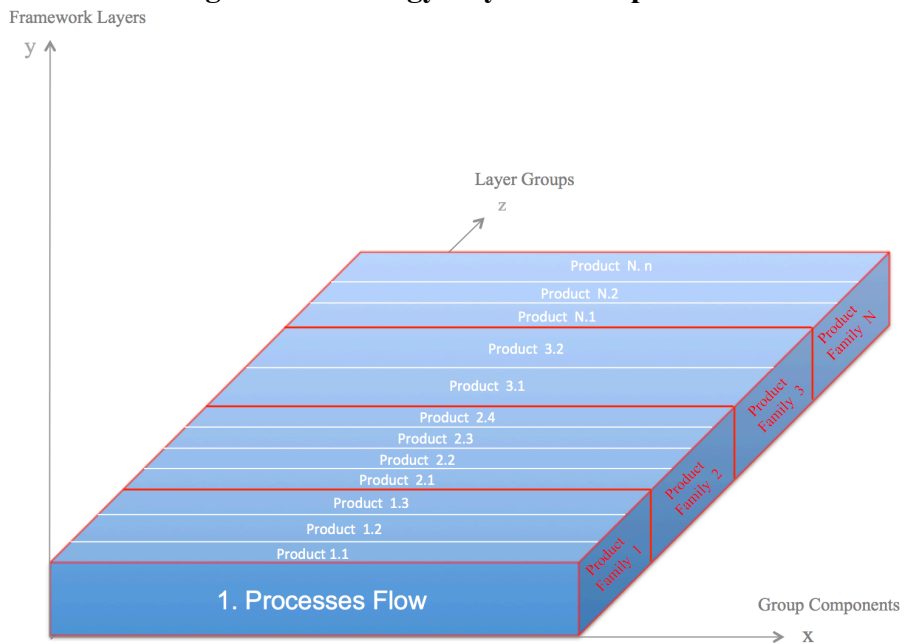 Framework Layers
y
Layer Groups
z
Product N. n
Product N.2
Product N.1
Product 3.2
Product 3.1
Product 2.4
Product 2.3
Product 2.2
Product 2.1
Product 1.3
Product 1.2
Product 1.1
Product
Family N
Product
Family 3
Product
Family 2
Product
Family 1
1. Processes Flow
Group Components
x